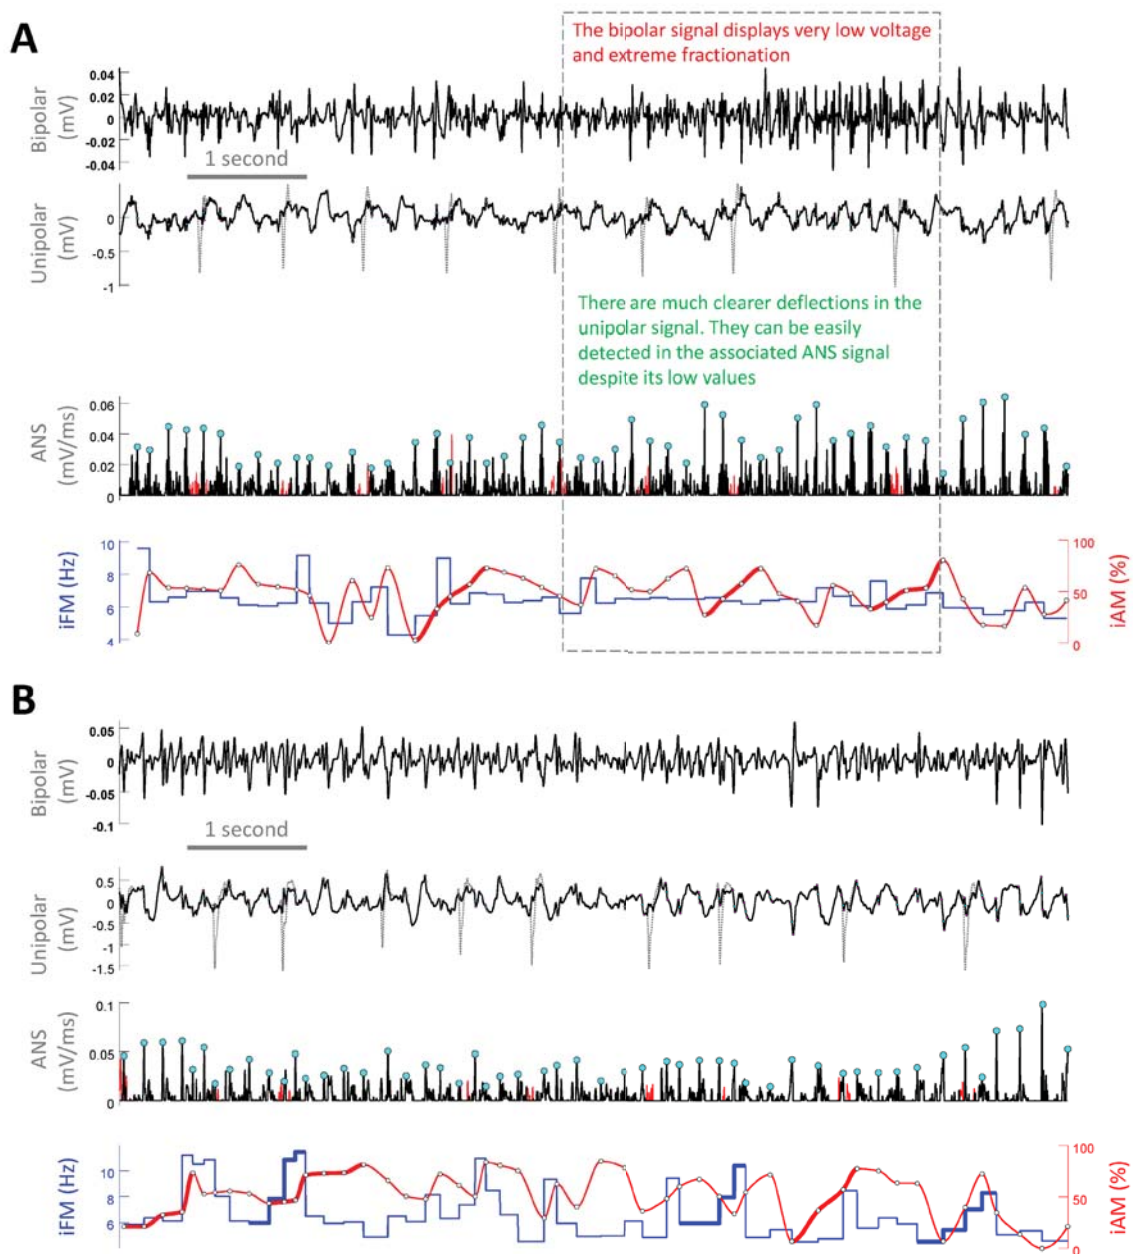 A
The bipolar signal displays very low voltage
and extreme fractionation
Bipolar
(mV)
0.04
0.02
0
-0.02
-0.04
1 second
Unipolar
(mV)
0
-0.5
-1
There are much clearer deflections in the
unipolar signal. They can be easily
detected in the associated ANS signal
despite its low values
ANS
(mV/ms)
0.06
0.04
0.02
0
iFM (Hz)
10
8
6
4
100
50
0
iAM (%)
B
Bipolar
(mV)
0.05
0
-0.05
-0.1
1 second
Unipolar
(mV)
0.5
0
-0.5
-1
-1.5
ANS
(mV/ms)
0.1
0.05
0
iFM (Hz)
10
8
6
100
50
0
iAM (%)